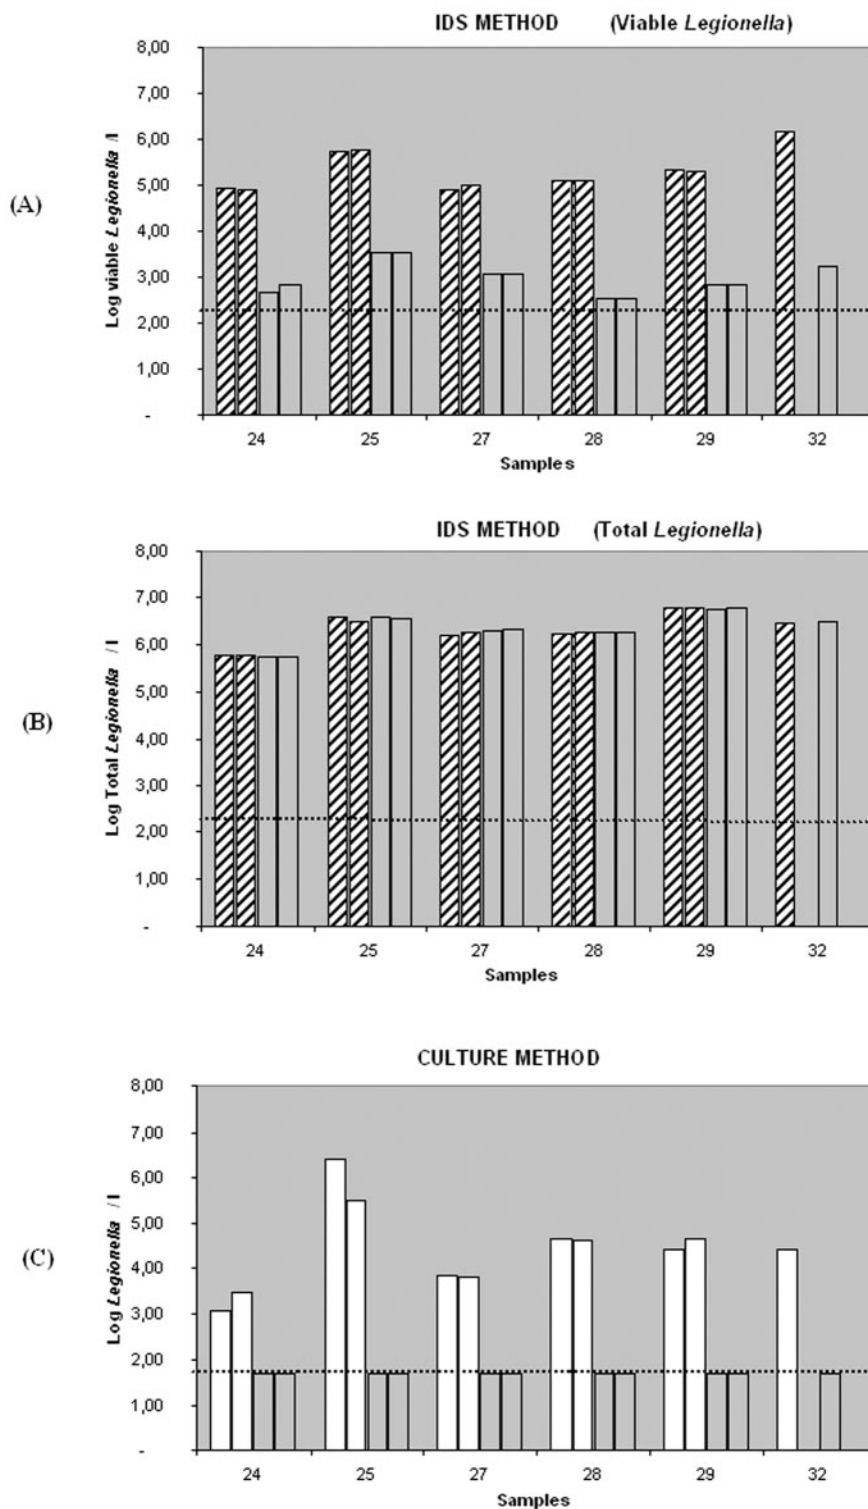 IDS METHOD (Viable Legionella)
(A)
Log viable Legionella /l
8,00
7,00
6,00
5,00
4,00
3,00
2,00
1,00
-
24 25 27 28 29 32
Samples
IDS METHOD (Total Legionella)
(B)
Log Total Legionella / l
8,00
7,00
6,00
5,00
4,00
3,00
2,00
1,00
-
24 25 27 28 29 32
Samples
CULTURE METHOD
(C)
Log Legionella / l
8,00
7,00
6,00
5,00
4,00
3,00
2,00
1,00
-
24 25 27 28 29 32
Samples